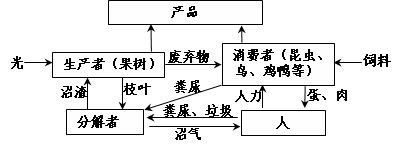 产品
光
生产者（果树）
废弃物
消费者（昆虫、
鸟、鸡鸭等）
饲料
沼渣
枝叶
粪尿
人力
蛋、肉
分解者
粪尿、垃圾
沼气
人